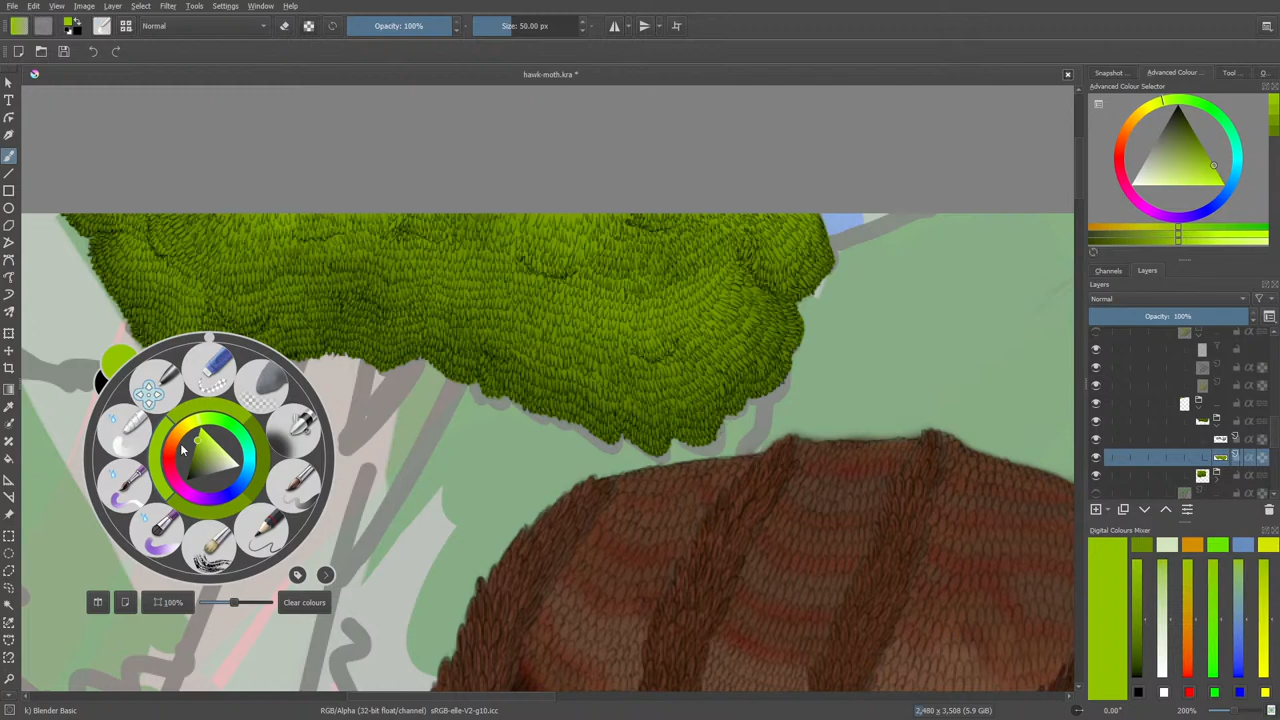 File Edit View Image Layer Select Filter Tools Settings Window Help
Normal Opacity: 100% Size: 50.00 px
hawk-moth.kra *
Snapshot ... Advanced Colour ... Tool ... O...
Advanced Colour Selector
Channels Layers
Layers
Normal
Opacity: 100%
100% Clear colours
Digital Colours Mixer
k) Blender Basic RGB/Alpha (32-bit float/channel) sRGB-elle-V2-g10.icc 2,480 x 3,508 (5.9 GiB) 0.00° 200%